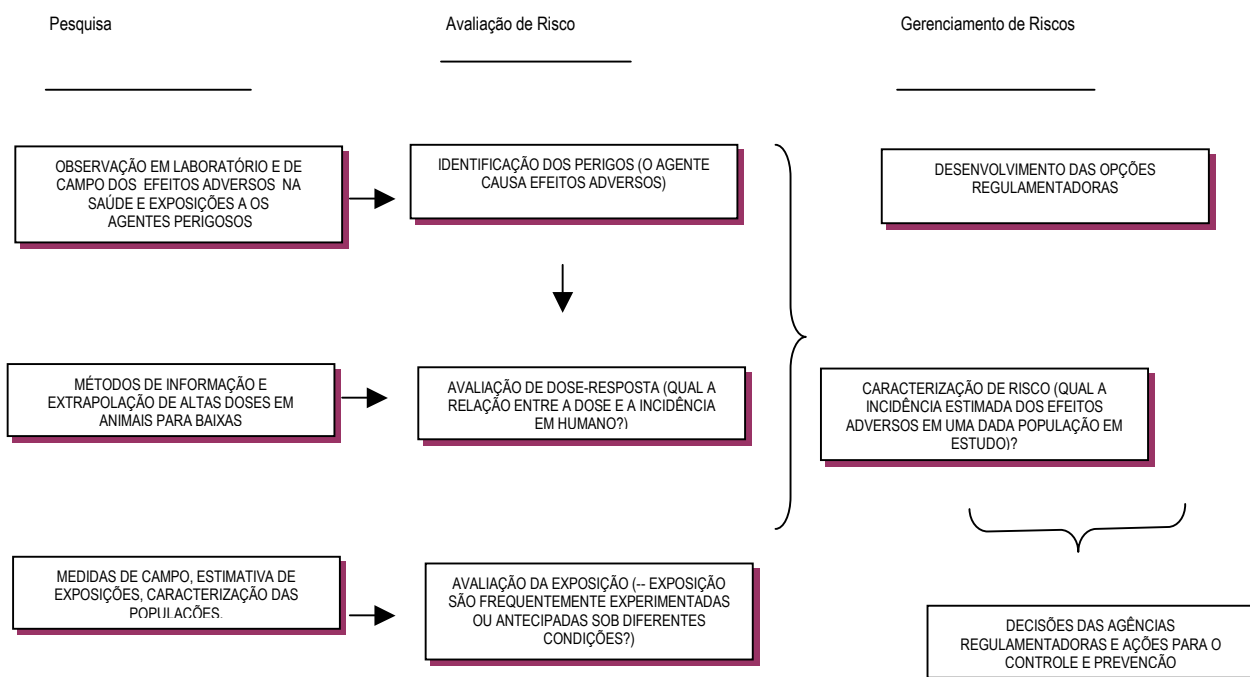 Pesquisa
Avaliação de Risco
Gerenciamento de Riscos
OBSERVAÇÃO EM LABORATÓRIO E DE
CAMPO DOS EFEITOS ADVERSOS NA
SAÚDE E EXPOSIÇÕES A OS
AGENTES PERIGOSOS
IDENTIFICAÇÃO DOS PERIGOS (O AGENTE
CAUSA EFEITOS ADVERSOS)
DESENVOLVIMENTO DAS OPÇÕES
REGULAMENTADORAS
MÉTODOS DE INFORMAÇÃO E
EXTRAPOLAÇÃO DE ALTAS DOSES EM
ANIMAIS PARA BAIXAS
AVALIAÇÃO DE DOSE-RESPOSTA (QUAL A
RELAÇÃO ENTRE A DOSE E A INCIDÊNCIA
EM HUMANO?)
CARACTERIZAÇÃO DE RISCO (QUAL A
INCIDÊNCIA ESTIMADA DOS EFEITOS
ADVERSOS EM UMA DADA POPULAÇÃO EM
ESTUDO)?
MEDIDAS DE CAMPO, ESTIMATIVA DE
EXPOSIÇÕES, CARACTERIZAÇÃO DAS
POPULAÇÕES.
AVALIAÇÃO DA EXPOSIÇÃO (-- EXPOSIÇÃO
SÃO FREQUENTEMENTE EXPERIMENTADAS
OU ANTECIPADAS SOB DIFERENTES
CONDIÇÕES?)
DECISÕES DAS AGÊNCIAS
REGULAMENTADORAS E AÇÕES PARA O
CONTROLE E PREVENCÃO